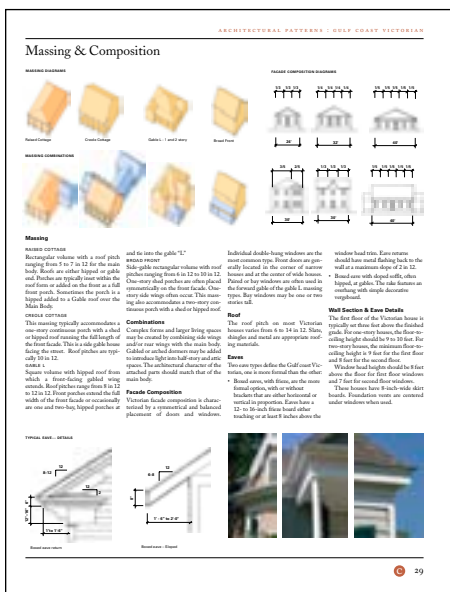 ARCHITECTURAL PATTERNS : GULF COAST VICTORIAN
Massing & Composition
MASSING DIAGRAMS
FACADE COMPOSITION DIAGRAMS
Raised Cottage
Creole Cottage
Gable L - 1 and 2 story
Broad Front
MASSING COMBINATIONS
Massing
RAISED COTTAGE
Rectangular volume with a roof pitch
ranging from 5 to 7 in 12 for the main
body. Roofs are either hipped or gable
end. Porches are typically inset within the
roof form or added on the front as a full
front porch. Sometimes the porch is a
hipped added to a Gable roof over the
Main Body.
CREOLE COTTAGE
This massing typically accommodates a
one-story continuous porch with a shed
or hipped roof running the full length of
the front facade. This is a side gable house
facing the street. Roof pitches are typi-
cally 10 in 12.
GABLE L
Square volume with hipped roof from
which a front-facing gabled wing
extends. Roof pitches range from 8 in 12
to 12 in 12. Front porches extend the full
width of the front facade or occasionally
are one and two-bay, hipped porches at
and tie into the gable "L"
BROAD FRONT
Side-gable rectangular volume with roof
pitches ranging from 6 in 12 to 10 in 12.
One-story shed porches are often placed
symmetrically on the front facade. One-
story side wings often occur. This mass-
ing also accommodates a two-story con-
tinuous porch with a shed or hipped roof.
Combinations
Complex forms and larger living spaces
may be created by combining side wings
and/or rear wings with the main body.
Gabled or arched dormers may be added
to introduce light into half-story and attic
spaces. The architectural character of the
attached parts should match that of the
main body.
Facade Composition
Victorian facade composition is charac-
terized by a symmetrical and balanced
placement of doors and windows.
Individual double-hung windows are the
most common type. Front doors are gen-
erally located in the corner of narrow
houses and at the center of wide houses.
Paired or bay windows are often used in
the forward gable of the gable L massing
types. Bay windows may be one or two
stories tall.
Roof
The roof pitch on most Victorian
houses varies from 6 to 14 in 12. Slate,
shingles and metal are appropriate roof-
ing materials.
Eaves
Two eave types define the Gulf coast Vic-
torian, one is more formal than the other:
• Boxed eaves, with frieze, are the more
formal option, with or without
brackets that are either horizontal or
vertical in proportion. Eaves have a
12- to 16-inch frieze board either
touching or at least 8 inches above the
window head trim. Eave returns
should have metal flashing back to the
wall at a maximum slope of 2 in 12.
• Boxed eave with sloped soffit, often
hipped, at gables. The rake features an
overhang with simple decorative
vergeboard.
Wall Section & Eave Details
The first floor of the Victorian house is
typically set three feet above the finished
grade. For one-story houses, the floor-to-
ceiling height should be 9 to 10 feet. For
two-story houses, the minimum floor-to-
ceiling height is 9 feet for the first floor
and 8 feet for the second floor.
Window head heights should be 8 feet
above the floor for first floor windows
and 7 feet for second floor windows.
These houses have 8-inch-wide skirt
boards. Foundation vents are centered
under windows when used.
TYPICAL EAVE — DETAILS
12
8-12
12
2
Boxed eave return
12
6-8
1' - 6" to 2'-0"
Boxed eave - Sloped
C 29